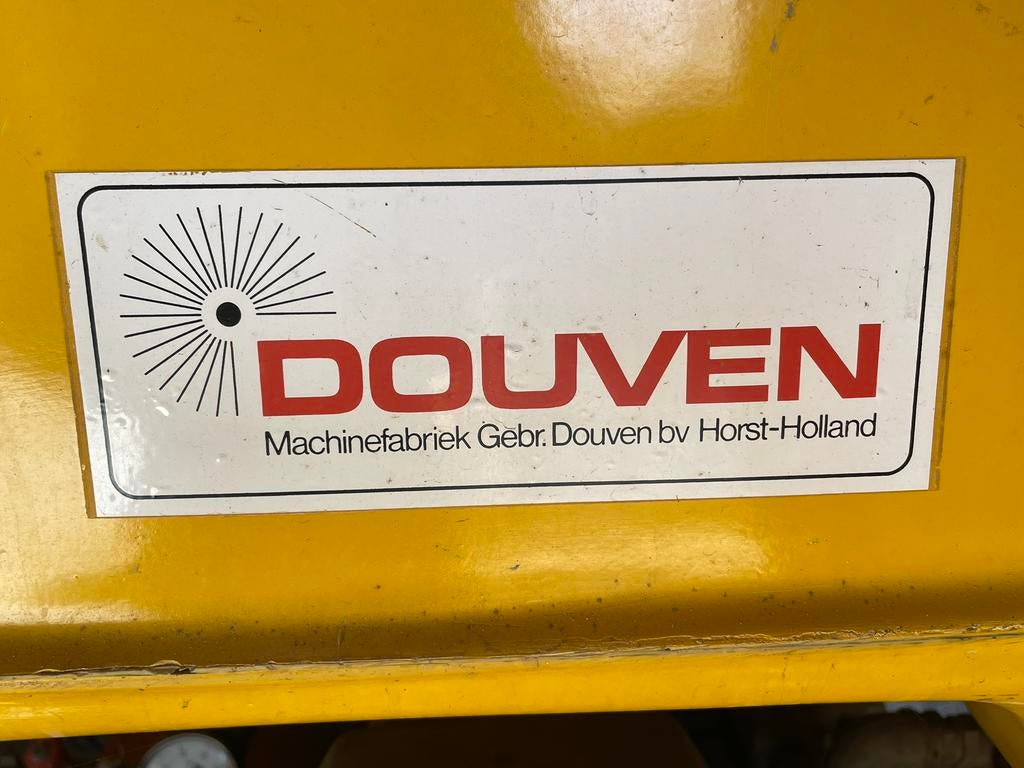 DOUVEN
Machinefabriek Gebr. Douven bv Horst-Holland